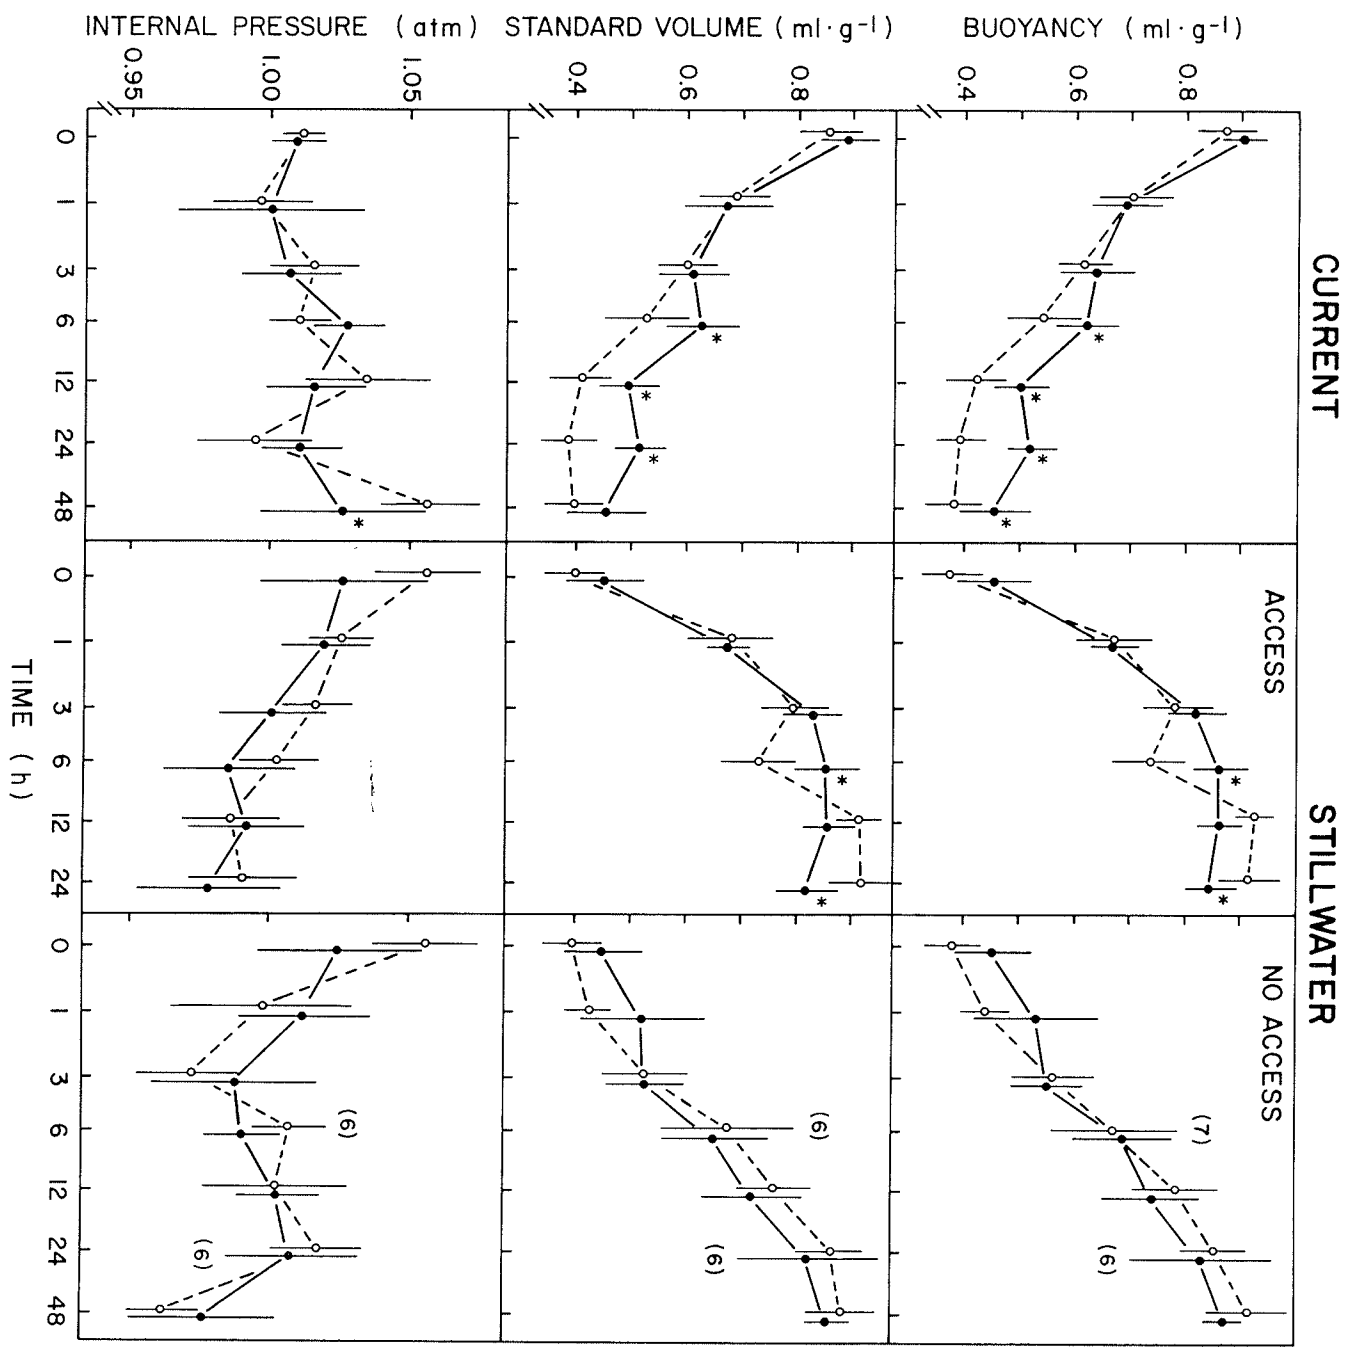 CURRENT
STILLWATER
ACCESS
NO ACCESS
BUOYANCY (ml·g⁻¹)
0.
0.6
0.4
* * * *
* *
(7)
(6)
STANDARD VOLUME (ml·g⁻¹)
0.8
0.6
0.4
* * *
* *
(6)
(6)
INTERNAL PRESSURE (atm)
1.05
1.00
0.95
*
(6)
(6)
0 1 3 6 12 24 48
0 1 3 6 12 24
0 1 3 6 12 24 48
TIME (h)